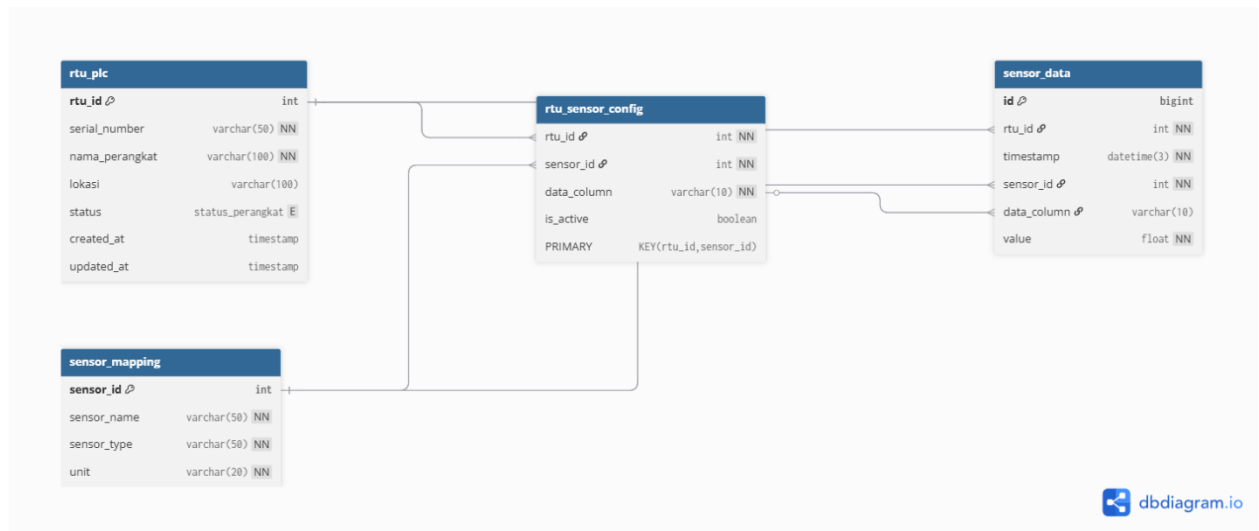 rtu_plc
rtu_id int
serial_number varchar(50) NN
nama_perangkat varchar(100) NN
lokasi varchar(100)
status status_perangkat E
created_at timestamp
updated_at timestamp
rtu_sensor_config
rtu_id int NN
sensor_id int NN
data_column varchar(10) NN
is_active boolean
PRIMARY KEY(rtu_id,sensor_id)
sensor_data
id bigint
rtu_id int NN
timestamp datetime(3) NN
sensor_id int NN
data_column varchar(10)
value float NN
sensor_mapping
sensor_id int
sensor_name varchar(50) NN
sensor_type varchar(50) NN
unit varchar(20) NN
dbdiagram.io